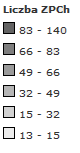 Liczba ZPCh
83 - 140
66 - 83
49 - 66
32 - 49
15 - 32
13 - 15